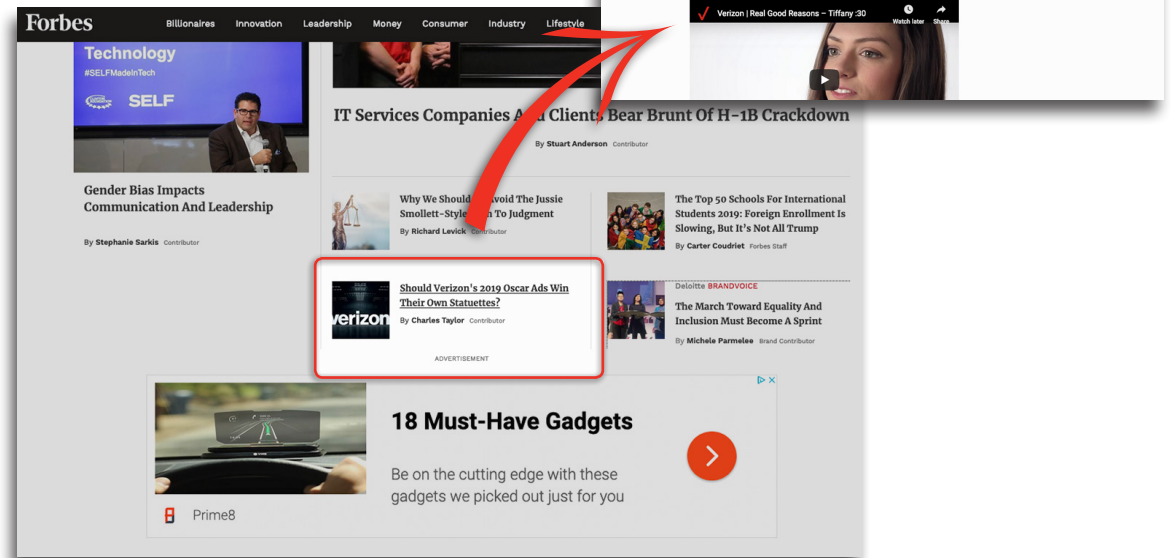 Forbes
Billionaires Innovation Leadership Money Consumer Industry Lifestyle
Verizon | Real Good Reasons – Tiffany :30
Watch later Share
Technology
#SELFMadeInTech
SELF
Gender Bias Impacts
Communication And Leadership
By Stephanie Sarkis Contributor
IT Services Companies A d Clients Bear Brunt Of H-1B Crackdown
By Stuart Anderson Contributor
Why We Should void The Jussie
Smollett-Style To Judgment
By Richard Levick Contributor
The Top 50 Schools For International
Students 2019: Foreign Enrollment Is
Slowing, But It's Not All Trump
By Carter Coudriet Forbes Staff
verizon
Should Verizon's 2019 Oscar Ads Win
Their Own Statuettes?
By Charles Taylor Contributor
Deloitte BRANDVOICE
The March Toward Equality And
Inclusion Must Become A Sprint
By Michele Parmelee Brand Contributor
ADVERTISEMENT
18 Must-Have Gadgets
Be on the cutting edge with these
gadgets we picked out just for you
Prime8